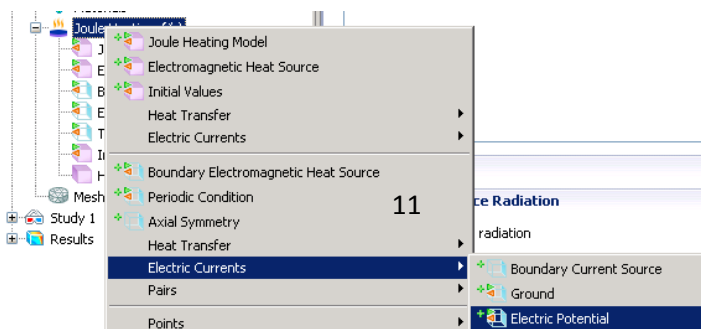 Joule Heating Model
Electromagnetic Heat Source
Initial Values
Heat Transfer
Electric Currents
Boundary Electromagnetic Heat Source
Periodic Condition
11
ce Radiation
Axial Symmetry
Study 1
radiation
Results
Heat Transfer
Electric Currents
Boundary Current Source
Pairs
Ground
Points
Electric Potential
Mesh